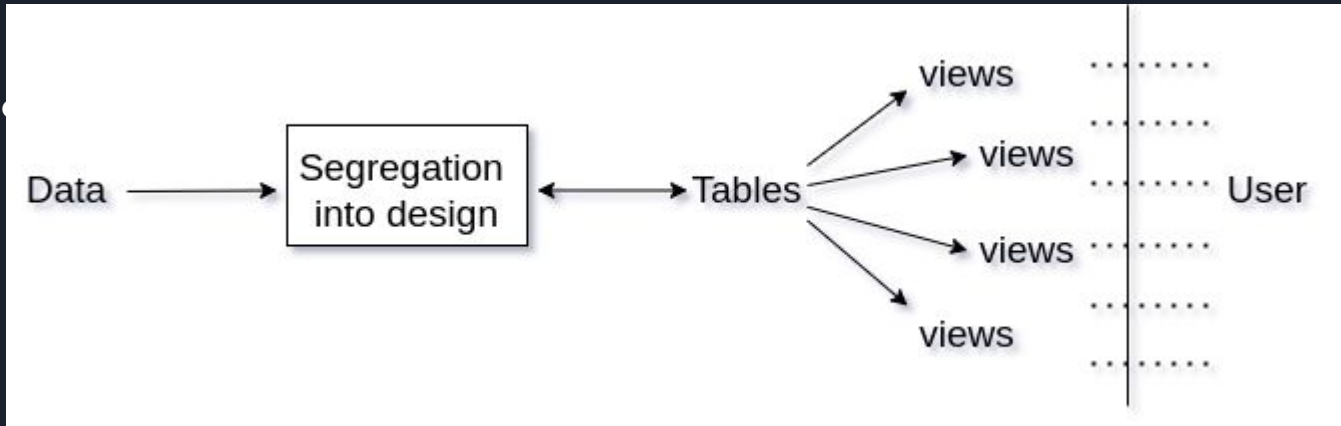 Data
Segregation
into design
Tables
views
views
views
views
User